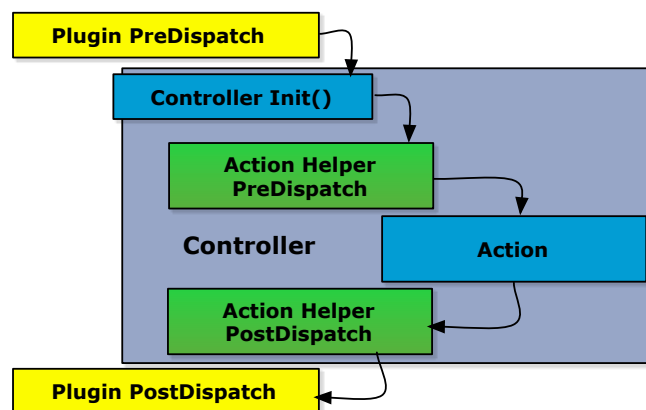 Plugin PreDispatch
Controller Init()
Action Helper
PreDispatch
Controller
Action
Action Helper
PostDispatch
Plugin PostDispatch